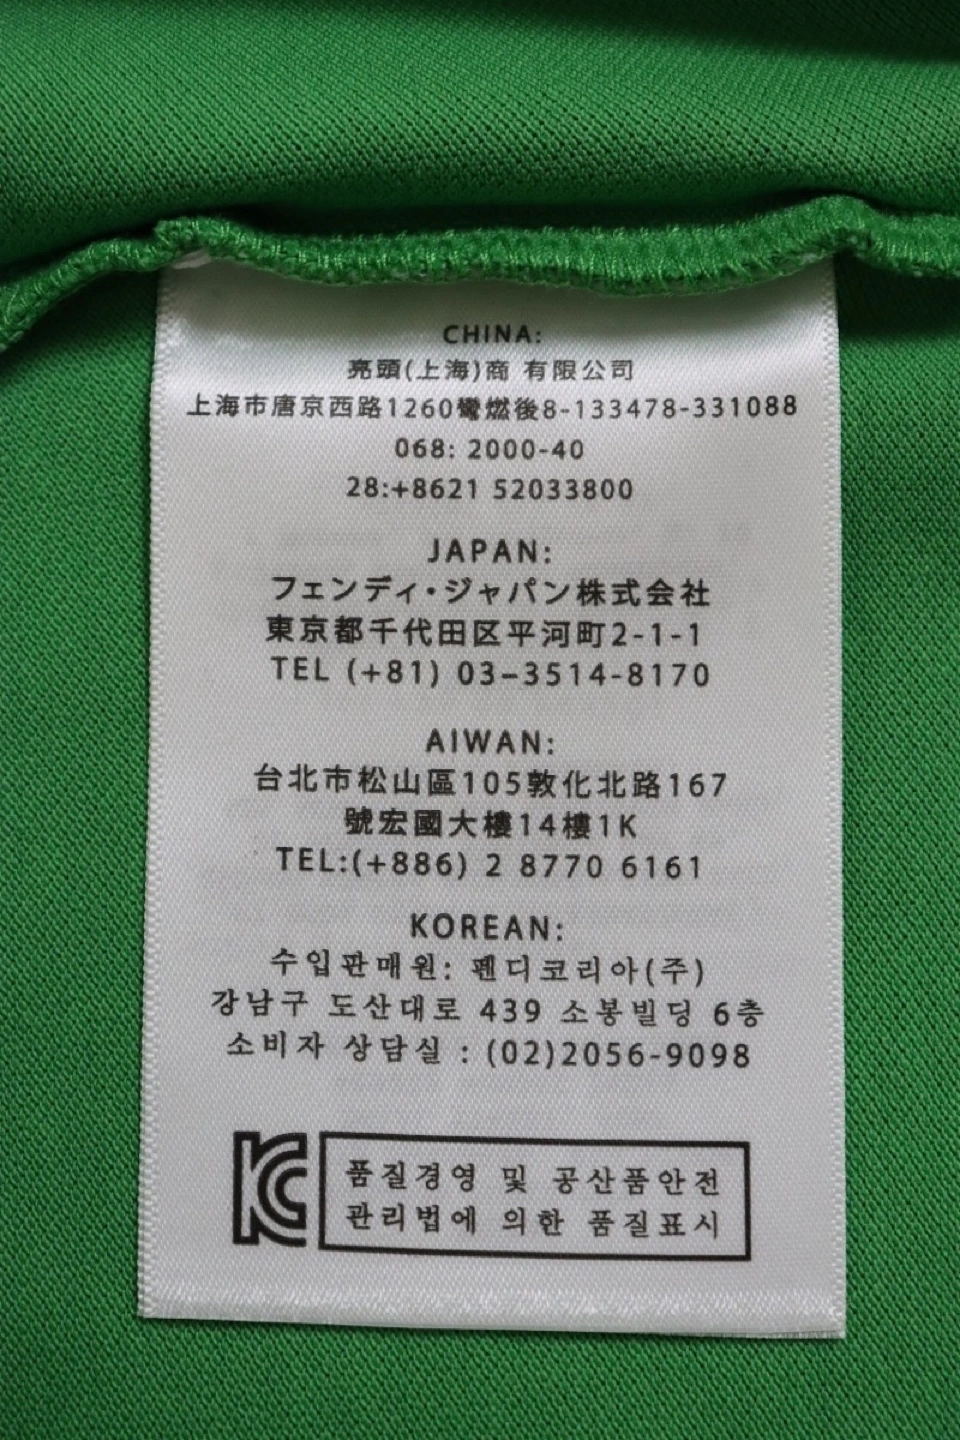 CHINA:
亮頭(上海)商 有限公司
上海市唐京西路1260彎燃後8-133478-331088
068: 2000-40
28:+8621 52033800
JAPAN:
フェンディ・ジャパン株式会社
東京都千代田区平河町2-1-1
TEL (+81) 03-3514-8170
AIWAN:
台北市松山區105敦化北路167
號宏國大樓14樓1K
TEL:(+886) 2 8770 6161
KOREAN:
수입판매원: 펜디코리아(주)
강남구 도산대로 439 소봉빌딩 6층
소비자 상담실 : (02)2056-9098
KC
품질경영 및 공산품안전
관리법에 의한 품질표시